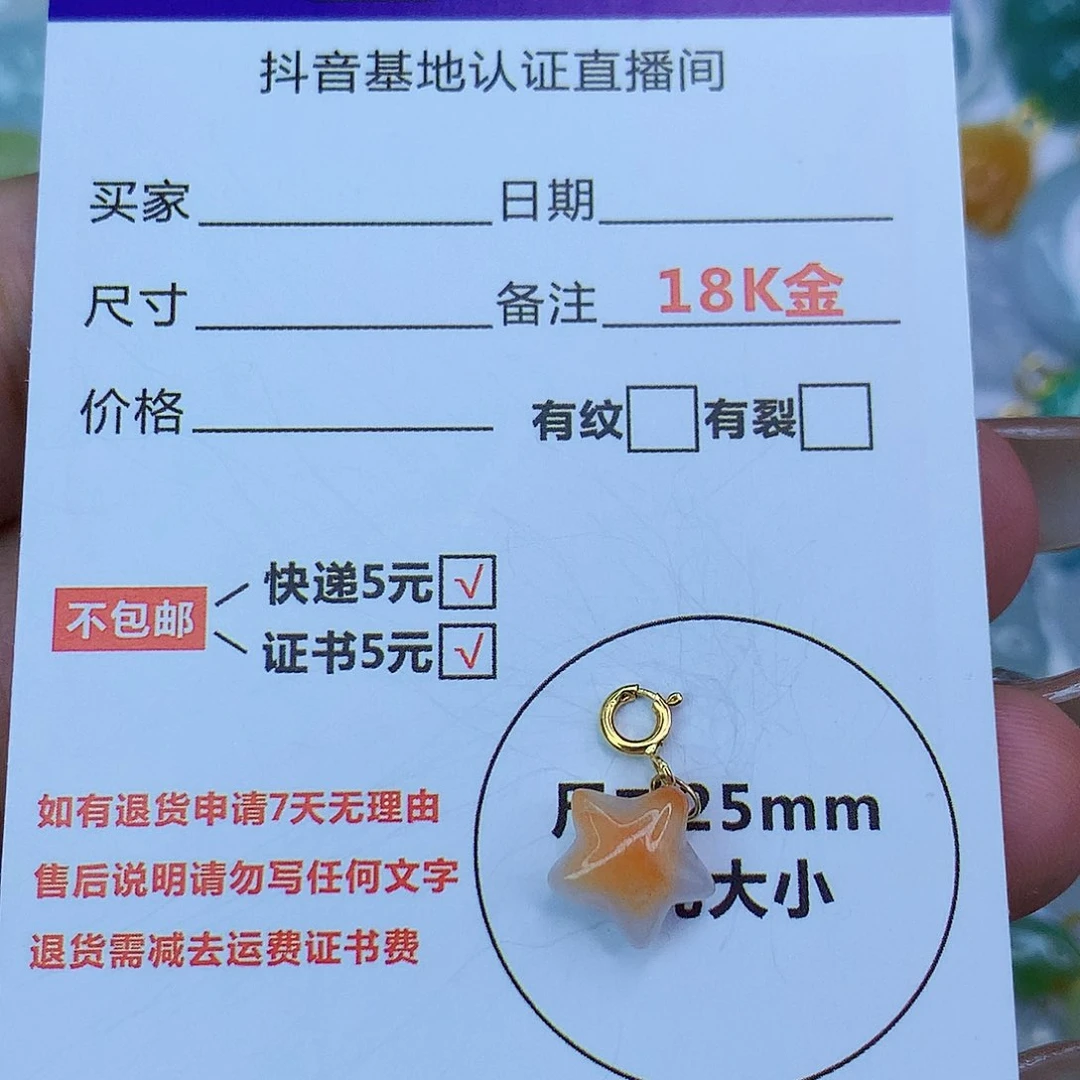 抖音基地认证直播间
买家 日期
尺寸 备注 18K金
价格 有纹 有裂
不包邮
快递5元 √
证书5元 √
如有退货申请7天无理由
售后说明请勿写任何文字
退货需减去运费证书费
25mm
大小